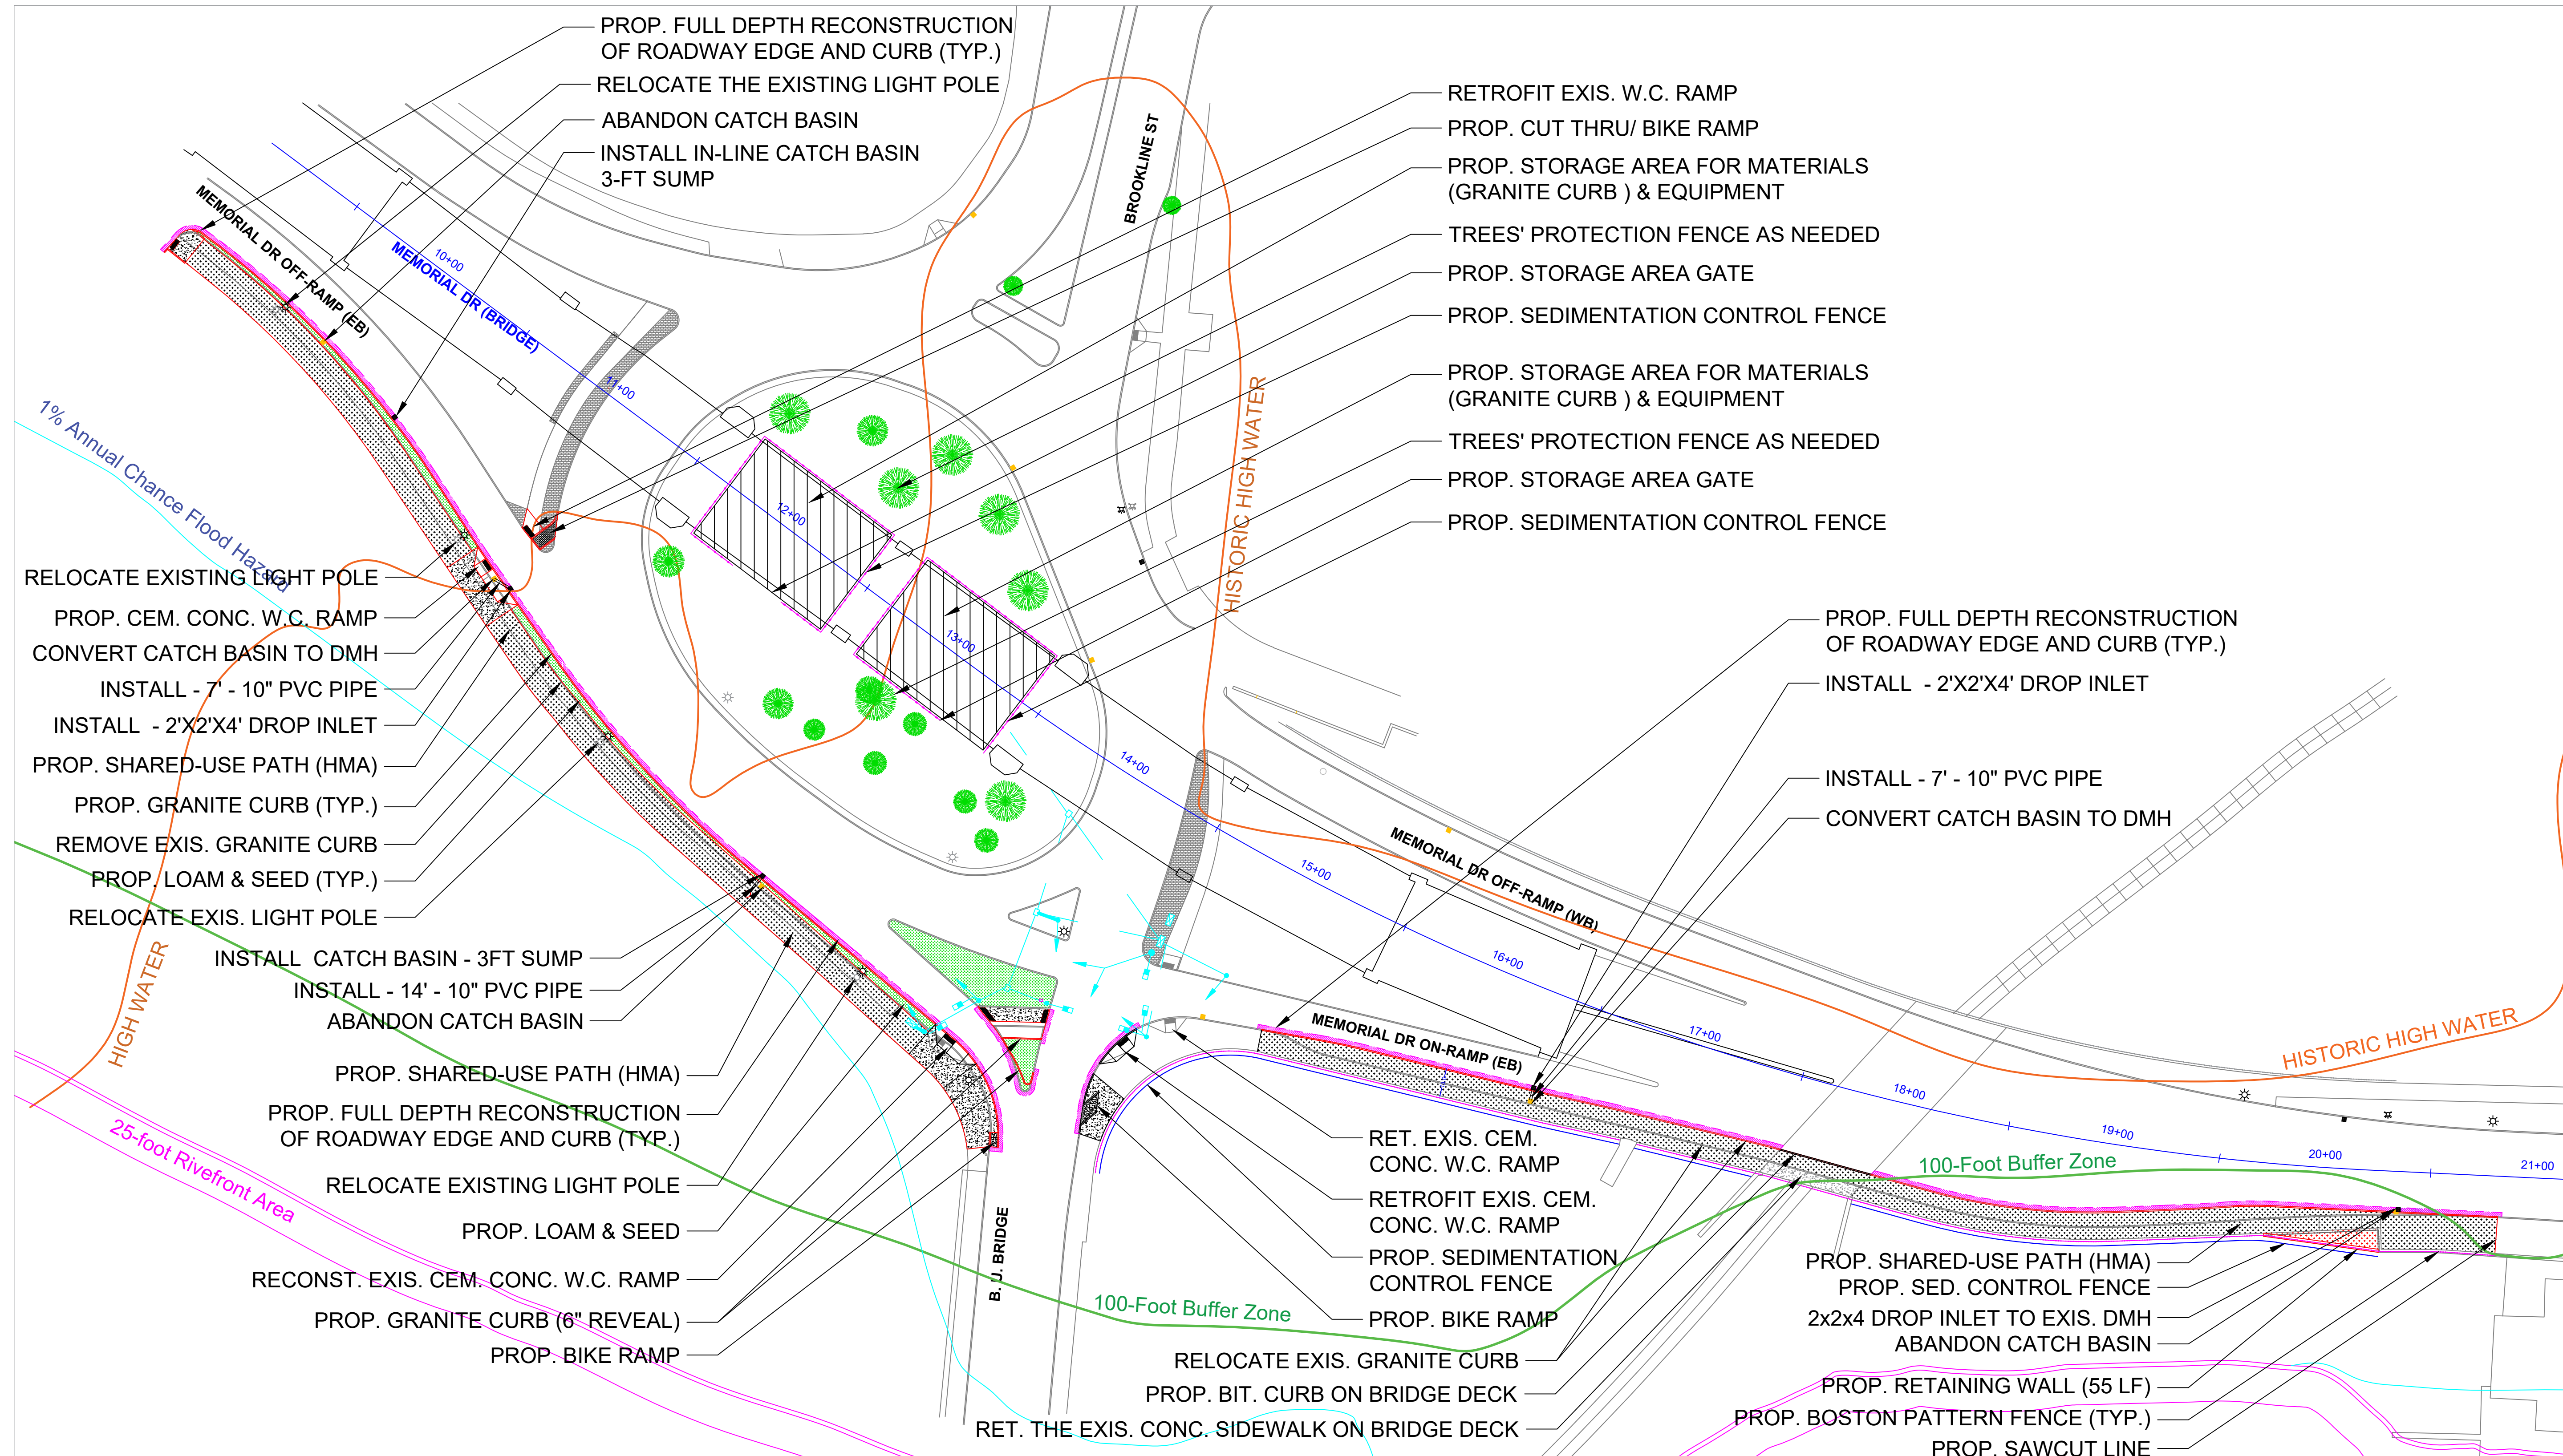 PROP. FULL DEPTH RECONSTRUCTION
OF ROADWAY EDGE AND CURB (TYP.)
RELOCATE THE EXISTING LIGHT POLE
ABANDON CATCH BASIN
INSTALL IN-LINE CATCH BASIN
3-FT SUMP
RETROFIT EXIS. W.C. RAMP
PROP. CUT THRU/ BIKE RAMP
PROP. STORAGE AREA FOR MATERIALS
(GRANITE CURB ) & EQUIPMENT
TREES' PROTECTION FENCE AS NEEDED
PROP. STORAGE AREA GATE
PROP. SEDIMENTATION CONTROL FENCE
PROP. STORAGE AREA FOR MATERIALS
(GRANITE CURB ) & EQUIPMENT
TREES' PROTECTION FENCE AS NEEDED
PROP. STORAGE AREA GATE
PROP. SEDIMENTATION CONTROL FENCE
BROOKLINE ST
MEMORIAL DR OFF-RAMP (EB)
MEMORIAL DR (BRIDGE)
10+00
11+00
12+00
13+00
14+00
15+00
16+00
17+00
18+00
19+00
20+00
21+00
HISTORIC HIGH WATER
1% Annual Chance Flood Hazard
RELOCATE EXISTING LIGHT POLE
PROP. CEM. CONC. W.C. RAMP
CONVERT CATCH BASIN TO DMH
INSTALL - 7' - 10" PVC PIPE
INSTALL - 2'X2'X4' DROP INLET
PROP. SHARED-USE PATH (HMA)
PROP. GRANITE CURB (TYP.)
REMOVE EXIS. GRANITE CURB
PROP. LOAM & SEED (TYP.)
RELOCATE EXIS. LIGHT POLE
INSTALL CATCH BASIN - 3FT SUMP
INSTALL - 14' - 10" PVC PIPE
ABANDON CATCH BASIN
PROP. SHARED-USE PATH (HMA)
PROP. FULL DEPTH RECONSTRUCTION
OF ROADWAY EDGE AND CURB (TYP.)
RELOCATE EXISTING LIGHT POLE
PROP. LOAM & SEED
RECONST. EXIS. CEM. CONC. W.C. RAMP
PROP. GRANITE CURB (6" REVEAL)
PROP. BIKE RAMP
HIGH WATER
25-foot Rivefront Area
PROP. FULL DEPTH RECONSTRUCTION
OF ROADWAY EDGE AND CURB (TYP.)
INSTALL - 2'X2'X4' DROP INLET
INSTALL - 7' - 10" PVC PIPE
CONVERT CATCH BASIN TO DMH
MEMORIAL DR OFF-RAMP (WB)
MEMORIAL DR ON-RAMP (EB)
HISTORIC HIGH WATER
100-Foot Buffer Zone
B. U. BRIDGE
100-Foot Buffer Zone
RET. EXIS. CEM.
CONC. W.C. RAMP
RETROFIT EXIS. CEM.
CONC. W.C. RAMP
PROP. SEDIMENTATION
CONTROL FENCE
PROP. BIKE RAMP
RELOCATE EXIS. GRANITE CURB
PROP. BIT. CURB ON BRIDGE DECK
RET. THE EXIS. CONC. SIDEWALK ON BRIDGE DECK
PROP. SHARED-USE PATH (HMA)
PROP. SED. CONTROL FENCE
2x2x4 DROP INLET TO EXIS. DMH
ABANDON CATCH BASIN
PROP. RETAINING WALL (55 LF)
PROP. BOSTON PATTERN FENCE (TYP.)
PROP. SAWCUT LINE